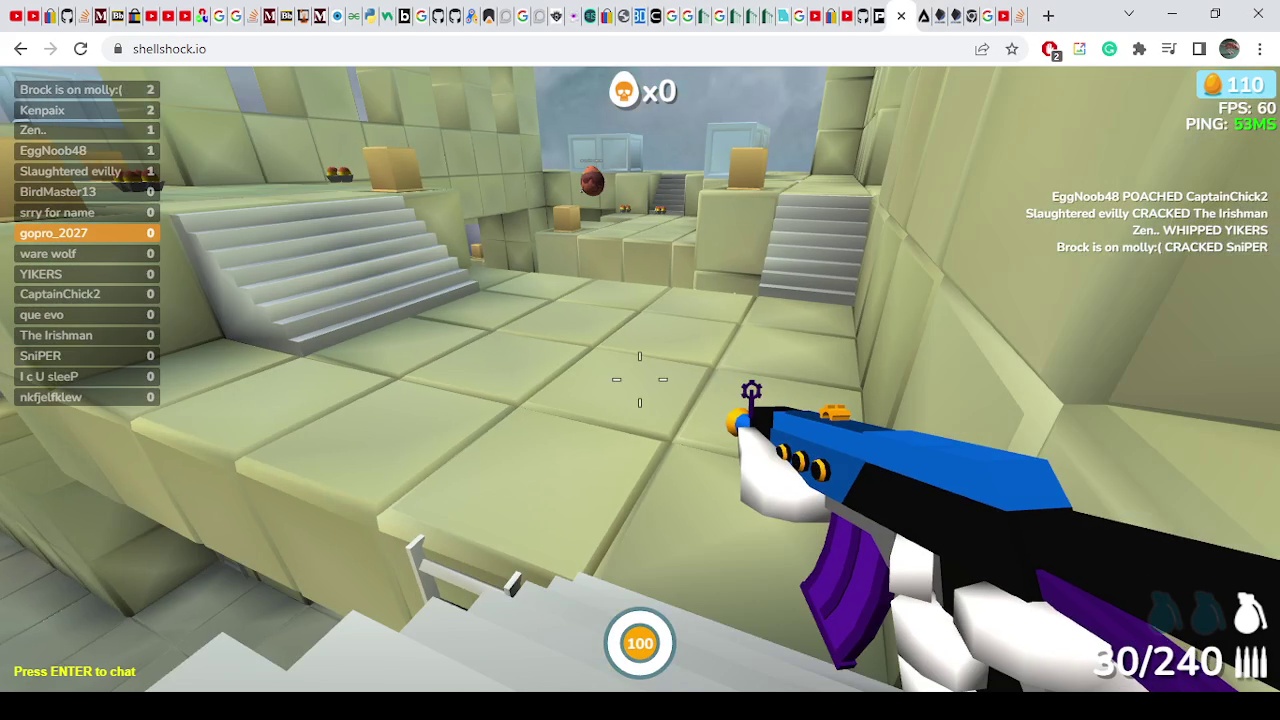 shellshock.io
2
Brock is on molly:( 2
Kenpaix 2
Zen.. 1
EggNoob48 1
Slaughtered evilly 1
BirdMaster13 0
srry for name 0
gopro_2027 0
ware wolf 0
YIKERS 0
CaptainChick2 0
que evo 0
The Irishman 0
SniPER 0
I c U sleeP 0
nkfjelfklew 0
x0
110
FPS: 60
PING: 53MS
EggNoob48 POACHED CaptainChick2
Slaughtered evilly CRACKED The Irishman
Zen.. WHIPPED YIKERS
Brock is on molly:( CRACKED SniPER
100
30/240
Press ENTER to chat